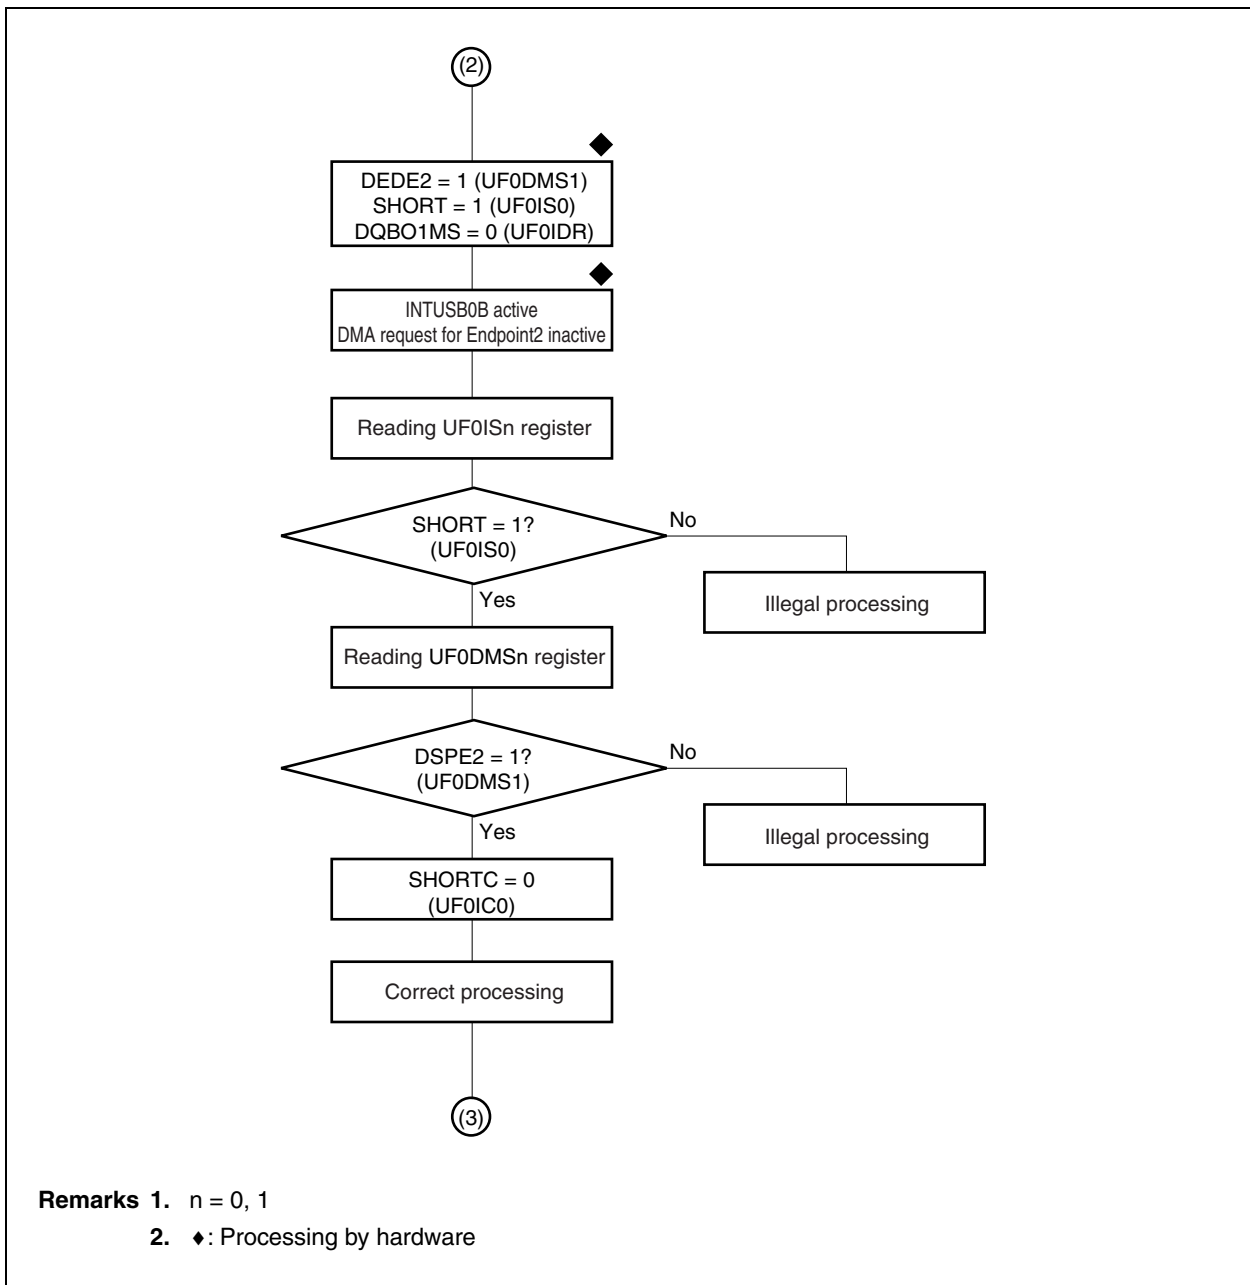 (2)
DEDE2 = 1 (UF0DMS1)
SHORT = 1 (UF0IS0)
DQBO1MS = 0 (UF0IDR)
INTUSB0B active
DMA request for Endpoint2 inactive
Reading UF0ISn register
SHORT = 1?
(UF0IS0)
No
Illegal processing
Yes
Reading UF0DMSn register
DSPE2 = 1?
(UF0DMS1)
No
Illegal processing
Yes
SHORTC = 0
(UF0IC0)
Correct processing
(3)
Remarks 1. n = 0, 1
2. ♦: Processing by hardware